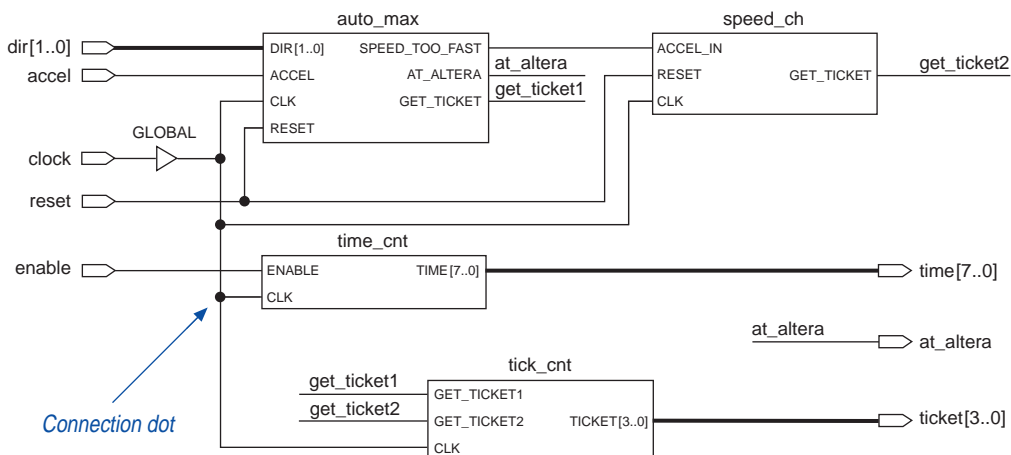 auto_max
speed_ch
dir[1..0]
DIR[1..0]
SPEED_TOO_FAST
ACCEL_IN
accel
ACCEL
AT_ALTERA
at_altera
RESET
GET_TICKET
get_ticket2
CLK
GET_TICKET
get_ticket1
CLK
RESET
GLOBAL
clock
reset
time_cnt
enable
ENABLE
TIME[7..0]
time[7..0]
CLK
at_altera
at_altera
tick_cnt
get_ticket1
GET_TICKET1
get_ticket2
GET_TICKET2
TICKET[3..0]
ticket[3..0]
Connection dot
CLK